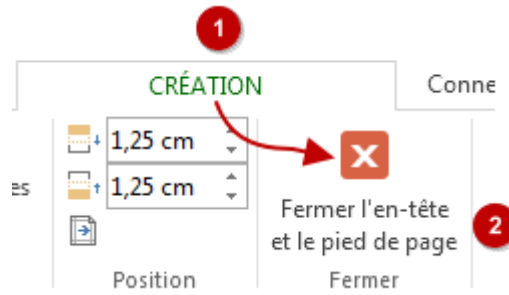 1
CRÉATION
Conne
1,25 cm
es
1,25 cm
Fermer l'en-tête
et le pied de page
2
Position
Fermer